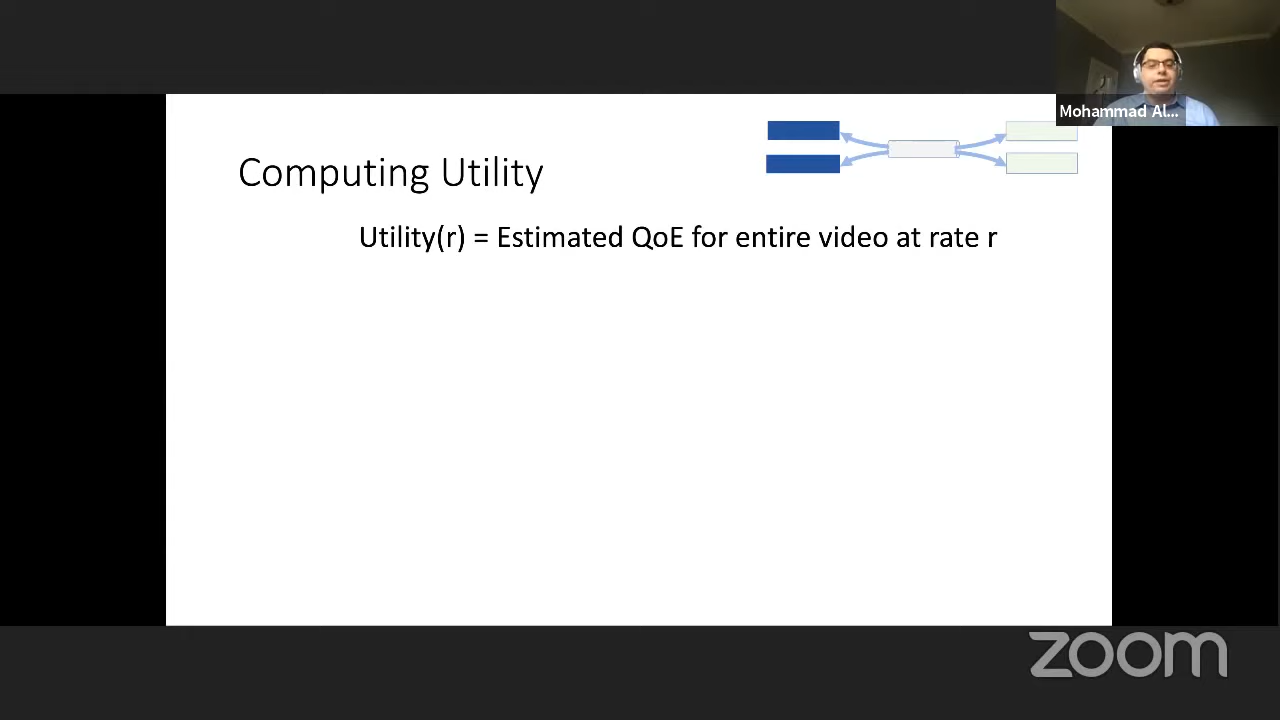 Mohammad Al...
Computing Utility
Utility(r) = Estimated QoE for entire video at rate r
zoom